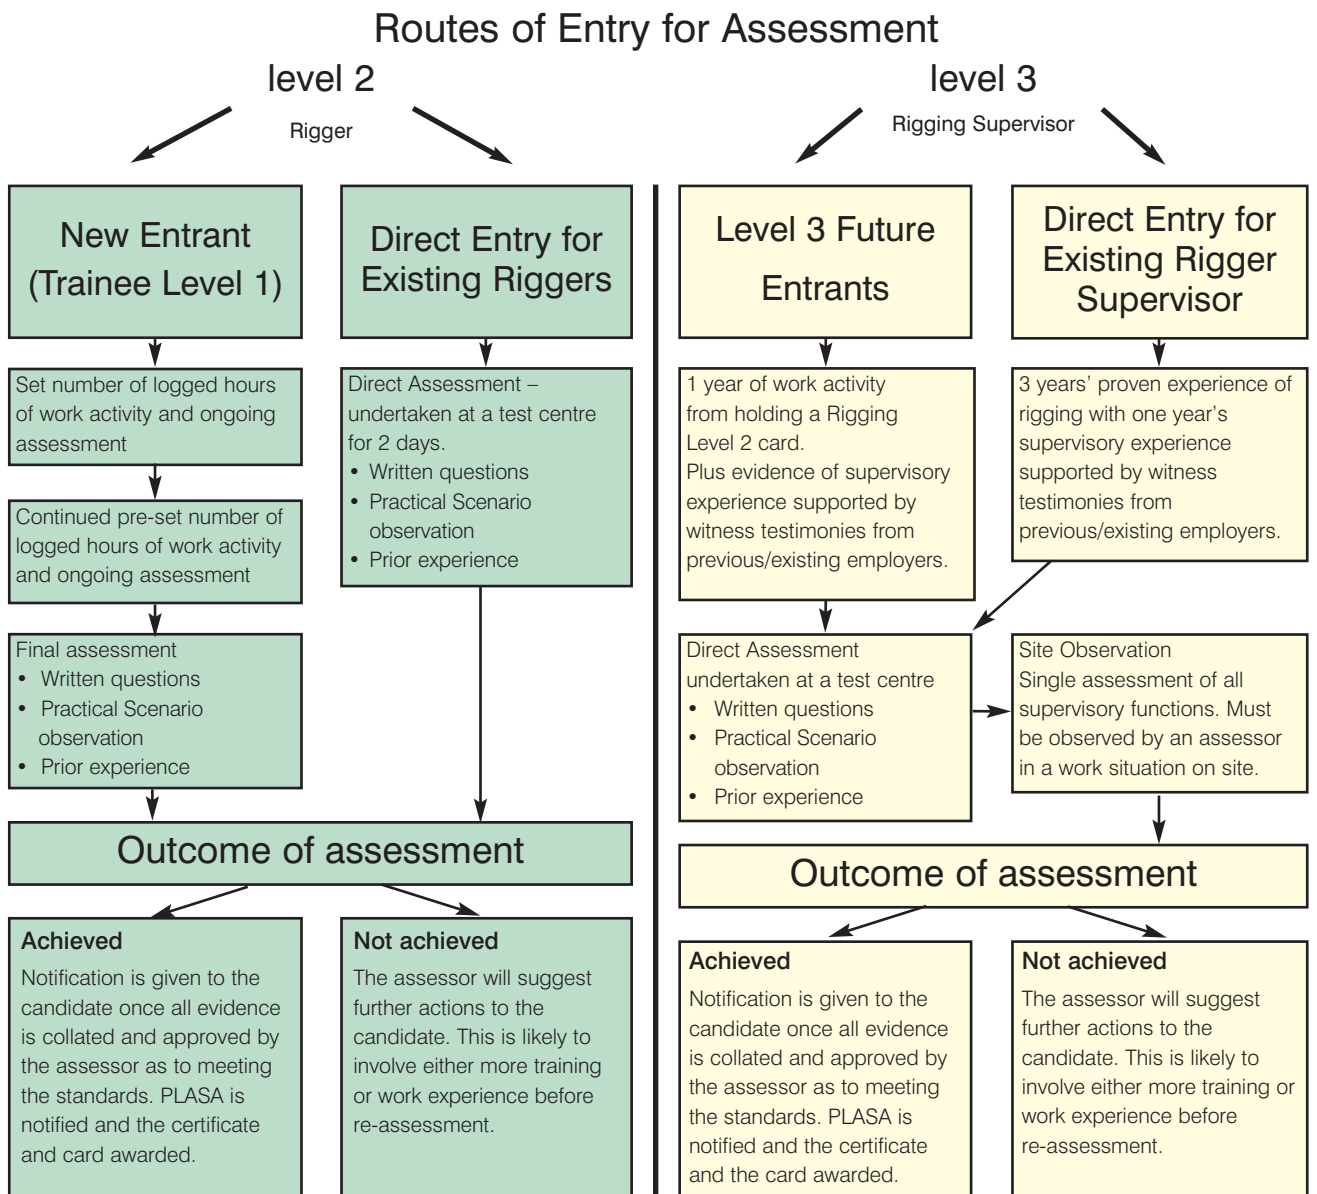 Routes of Entry for Assessment
level 2
Rigger
New Entrant
(Trainee Level 1)
Set number of logged hours
of work activity and ongoing
assessment
Continued pre-set number of
logged hours of work activity
and ongoing assessment
Final assessment
• Written questions
• Practical Scenario
observation
• Prior experience
Direct Entry for
Existing Riggers
Direct Assessment –
undertaken at a test centre
for 2 days.
• Written questions
• Practical Scenario
observation
• Prior experience
Outcome of assessment
Achieved
Notification is given to the
candidate once all evidence
is collated and approved by
the assessor as to meeting
the standards. PLASA is
notified and the certificate
and card awarded.
Not achieved
The assessor will suggest
further actions to the
candidate. This is likely to
involve either more training
or work experience before
re-assessment.
level 3
Rigging Supervisor
Level 3 Future
Entrants
1 year of work activity
from holding a Rigging
Level 2 card.
Plus evidence of supervisory
experience supported by
witness testimonies from
previous/existing employers.
Direct Entry for
Existing Rigger
Supervisor
3 years’ proven experience of
rigging with one year’s
supervisory experience
supported by witness
testimonies from
previous/existing employers.
Direct Assessment
undertaken at a test centre
• Written questions
• Practical Scenario
observation
• Prior experience
Site Observation
Single assessment of all
supervisory functions. Must
be observed by an assessor
in a work situation on site.
Outcome of assessment
Achieved
Notification is given to the
candidate once all evidence
is collated and approved by
the assessor as to meeting
the standards. PLASA is
notified and the certificate
and the card awarded.
Not achieved
The assessor will suggest
further actions to the
candidate. This is likely to
involve either more training or
work experience before
re-assessment.